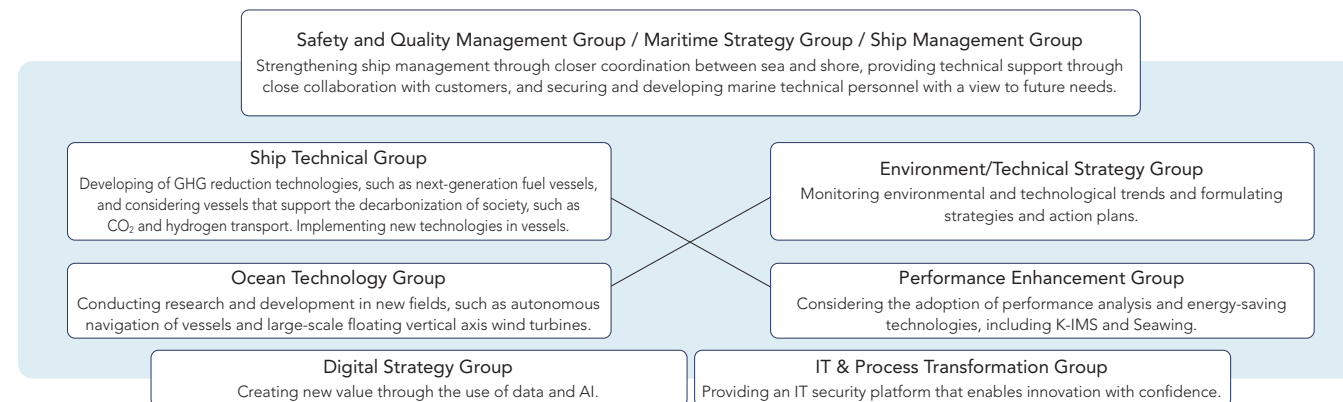 Safety and Quality Management Group / Maritime Strategy Group / Ship Management Group
Strengthening ship management through closer coordination between sea and shore, providing technical support through
close collaboration with customers, and securing and developing marine technical personnel with a view to future needs.
Ship Technical Group
Developing of GHG reduction technologies, such as next-generation fuel vessels,
and considering vessels that support the decarbonization of society, such as
CO₂ and hydrogen transport. Implementing new technologies in vessels.
Environment/Technical Strategy Group
Monitoring environmental and technological trends and formulating
strategies and action plans.
Ocean Technology Group
Conducting research and development in new fields, such as autonomous
navigation of vessels and large-scale floating vertical axis wind turbines.
Performance Enhancement Group
Considering the adoption of performance analysis and energy-saving
technologies, including K-IMS and Seawing.
Digital Strategy Group
Creating new value through the use of data and AI.
IT & Process Transformation Group
Providing an IT security platform that enables innovation with confidence.